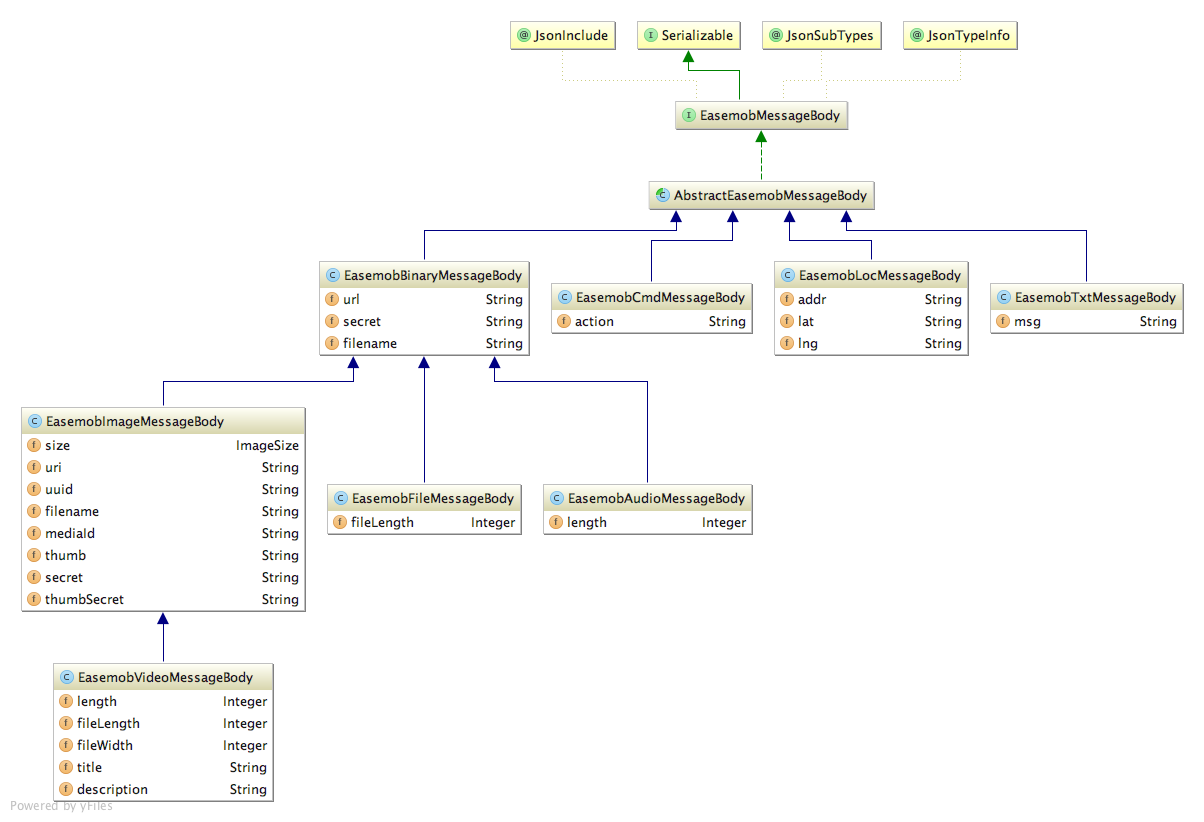 @ JsonInclude
I Serializable
@ JsonSubTypes
@ JsonTypeInfo
I EasemobMessageBody
C AbstractEasemobMessageBody
C EasemobBinaryMessageBody
f url String
f secret String
f filename String
C EasemobCmdMessageBody
f action String
C EasemobLocMessageBody
f addr String
f lat String
f lng String
C EasemobTxtMessageBody
f msg String
C EasemobImageMessageBody
f size ImageSize
f uri String
f uuid String
f filename String
f mediaId String
f thumb String
f secret String
f thumbSecret String
C EasemobFileMessageBody
f fileLength Integer
C EasemobAudioMessageBody
f length Integer
C EasemobVideoMessageBody
f length Integer
f fileLength Integer
f fileWidth Integer
f title String
f description String
Powered by yFiles